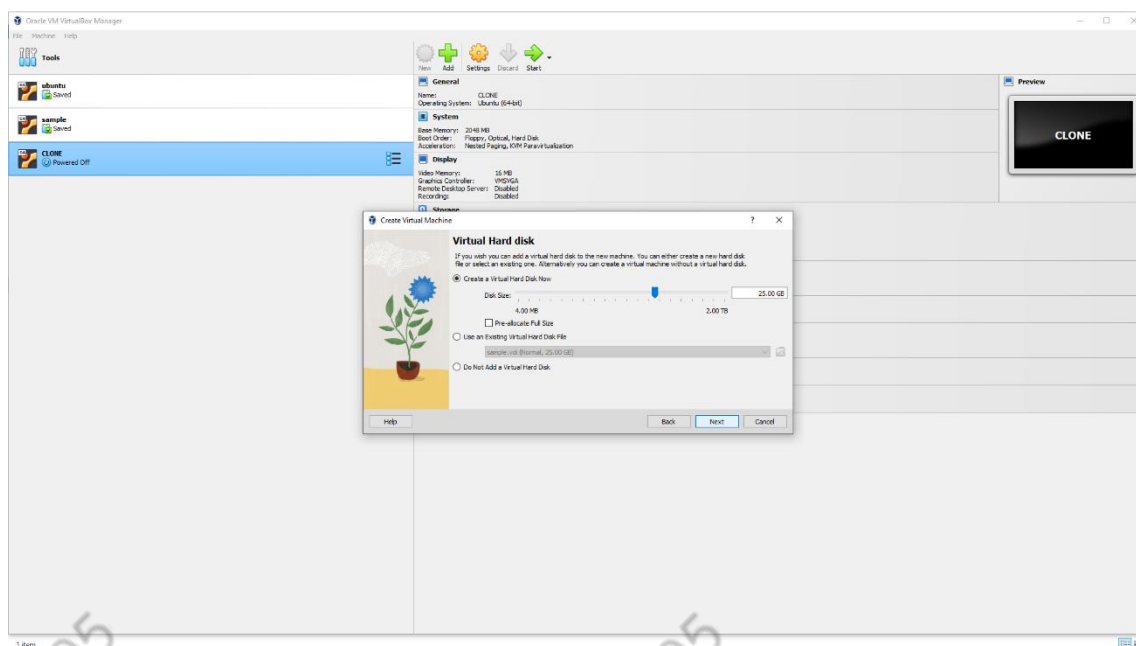 Oracle VM VirtualBox Manager
File Machine Help
Tools
New Add Settings Discard Start
ubuntu
Saved
sample
Saved
CLONE
Powered Off
General
Name: CLONE
Operating System: Ubuntu (64-bit)
System
Base Memory: 2048 MB
Boot Order: Floppy, Optical, Hard Disk
Acceleration: Nested Paging, KVM Paravirtualization
Display
Video Memory: 16 MB
Graphics Controller: VMSVGA
Remote Desktop Server: Disabled
Recording: Disabled
Storage
Preview
CLONE
Create Virtual Machine ? ×
Virtual Hard disk
If you wish you can add a virtual hard disk to the new machine. You can either create a new hard disk
file or select an existing one. Alternatively you can create a virtual machine without a virtual hard disk.
Create a Virtual Hard Disk Now
Disk Size: 25.00 GB
4.00 MB 2.00 TB
Pre-allocate Full Size
Use an Existing Virtual Hard Disk File
sample.vdi (Normal, 25.00 GB)
Do Not Add a Virtual Hard Disk
Help Back Next Cancel
1 item